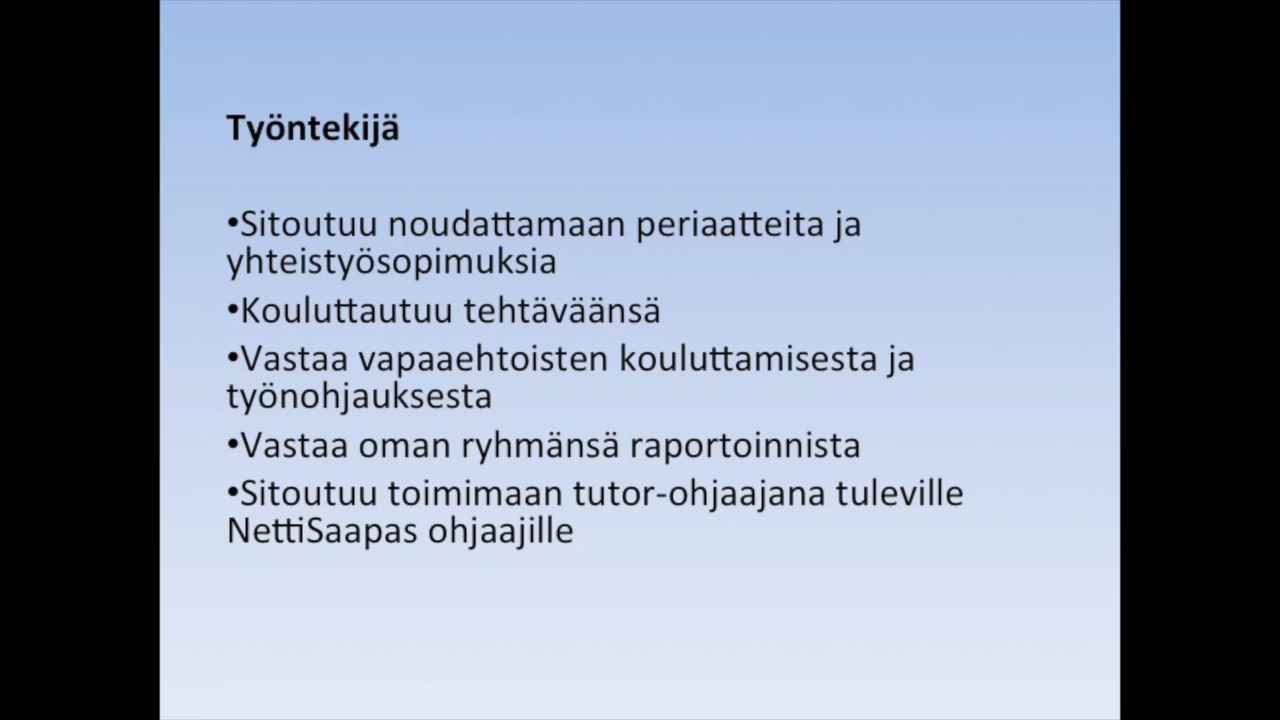 Työntekijä
•Sitoutuu noudattamaan periaatteita ja
yhteistyösopimuksia
•Kouluttautuu tehtäväänsä
•Vastaa vapaaehtoisten kouluttamisesta ja
työnohjauksesta
•Vastaa oman ryhmänsä raportoinnista
•Sitoutuu toimimaan tutor-ohjaajana tuleville
NettiSaapas ohjaajille